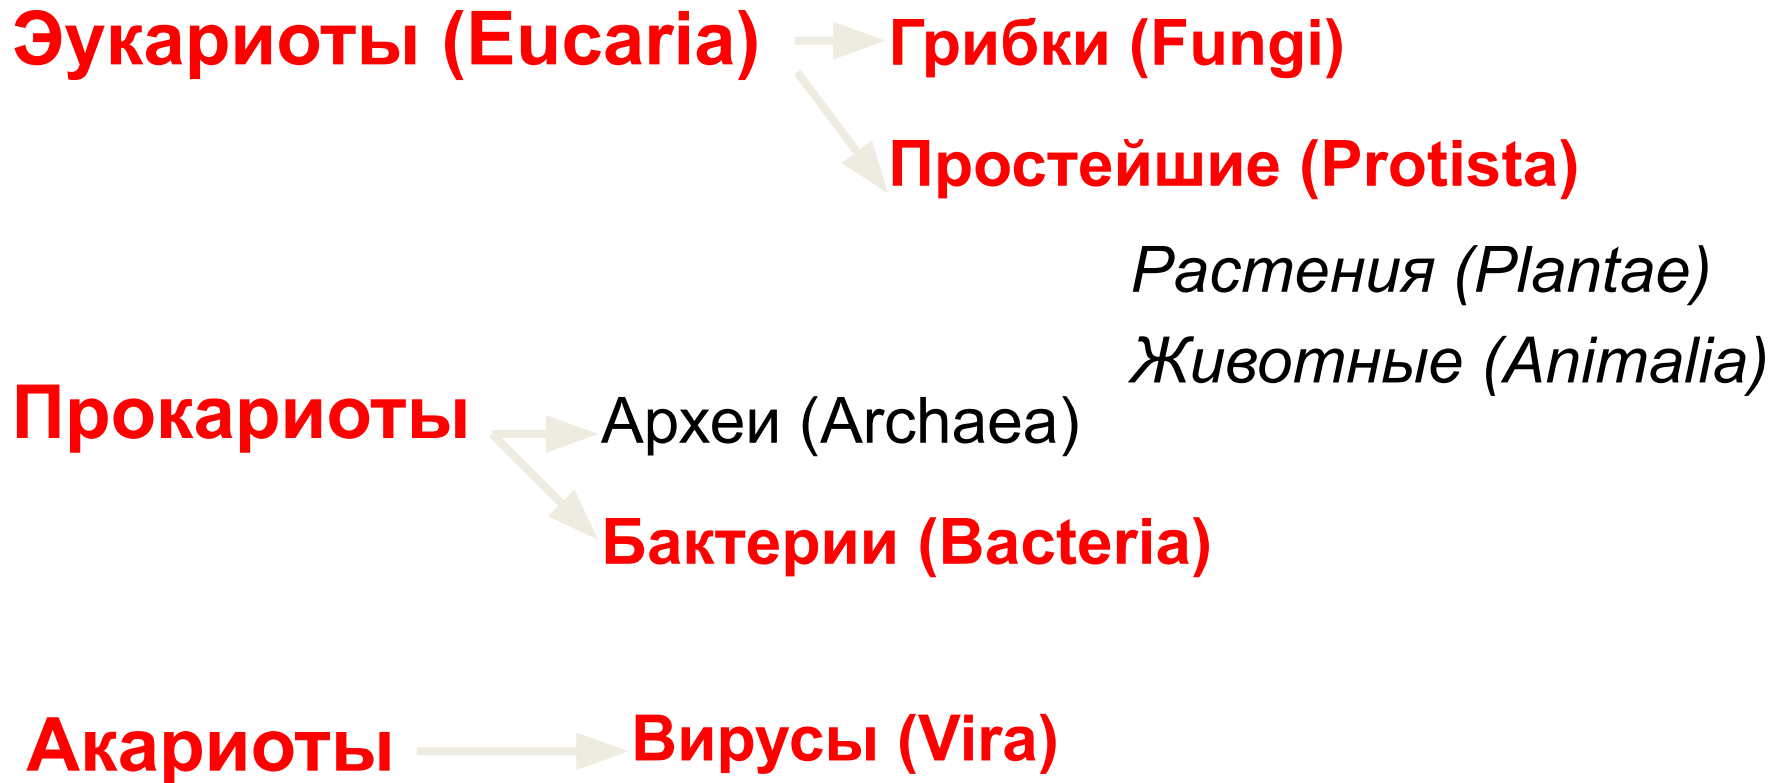 Эукариоты (Eucaria)
Грибки (Fungi)
Простейшие (Protista)
Растения (Plantae)
Животные (Animalia)
Прокариоты
Археи (Archaea)
Бактерии (Bacteria)
Акариоты
Вирусы (Vira)